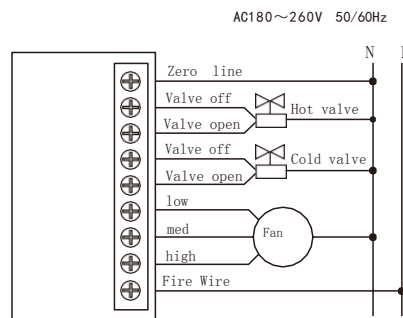 AC180～260V 50/60Hz
N
Zero line
Valve off
Hot valve
Valve open
Valve off
Cold valve
Valve open
low
med
Fan
high
Fire Wire